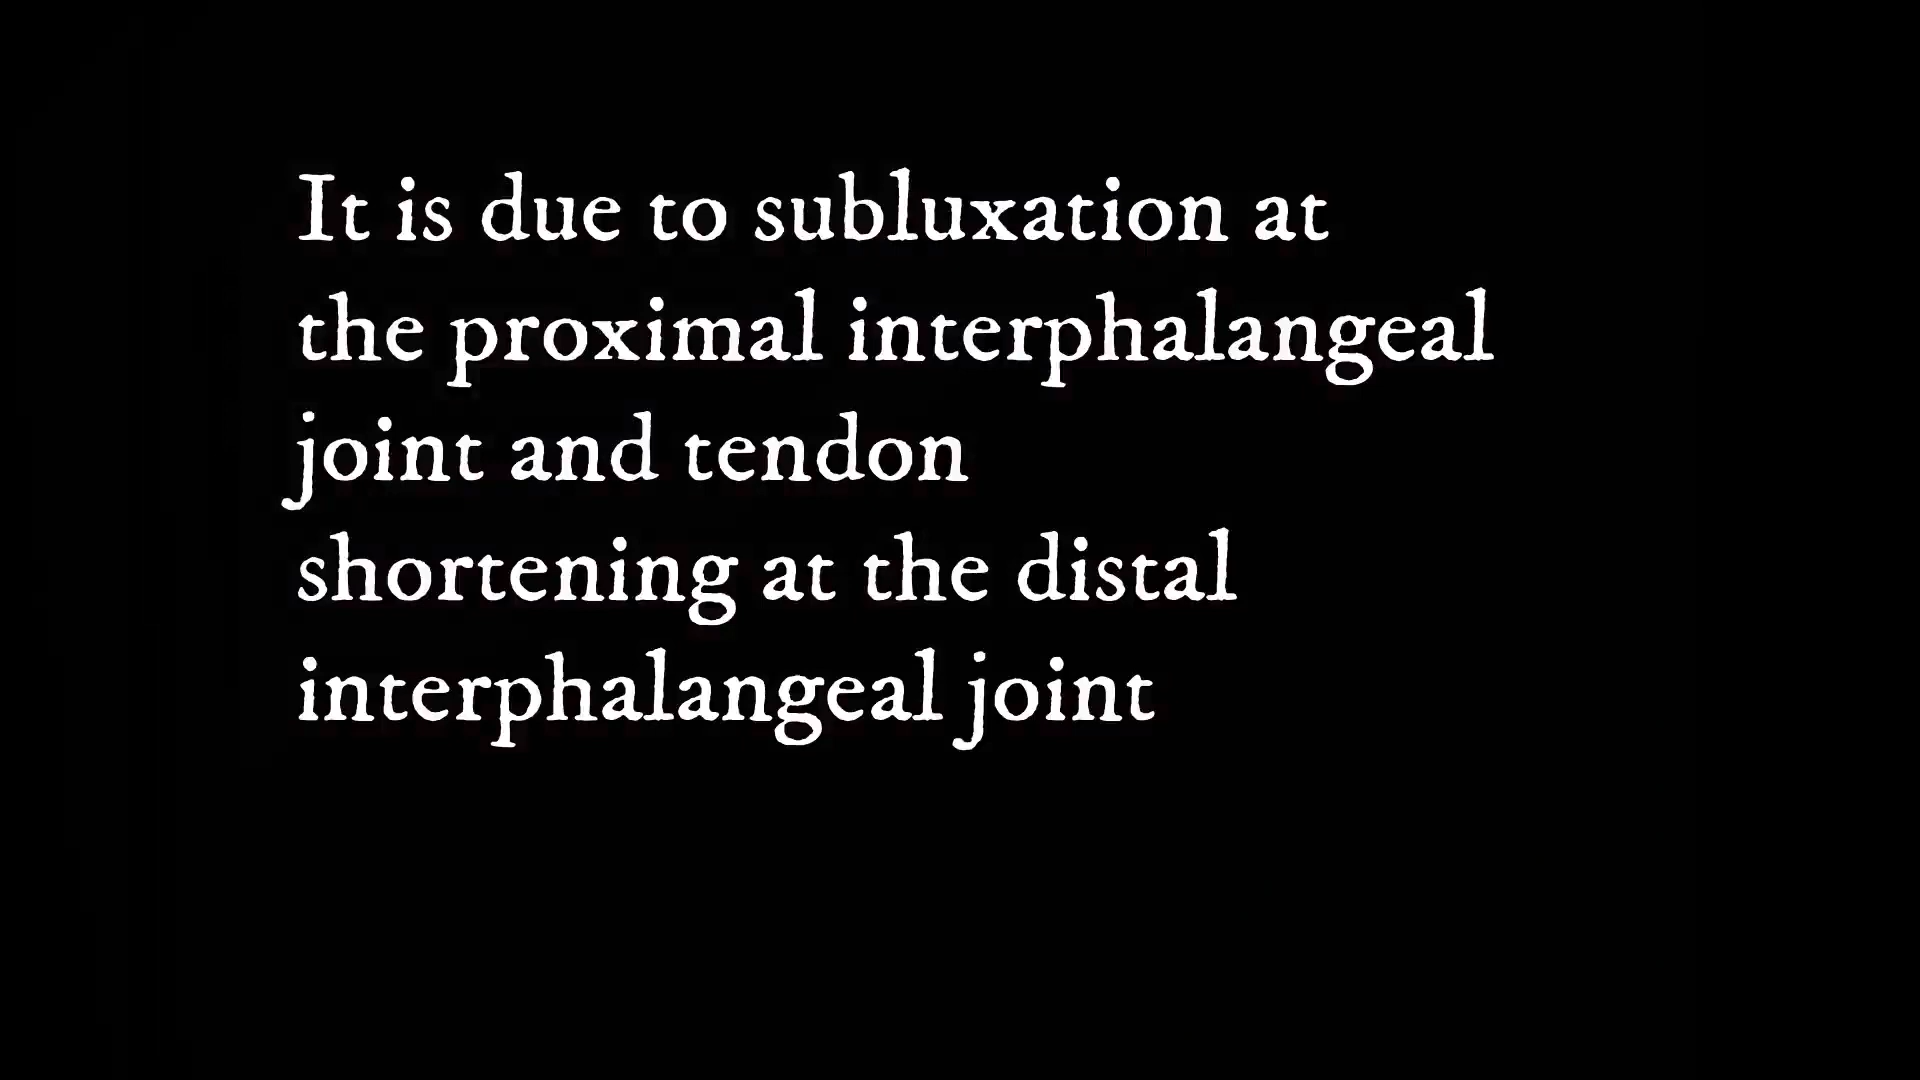 It is due to subluxation at
the proximal interphalangeal
joint and tendon
shortening at the distal
interphalangeal joint